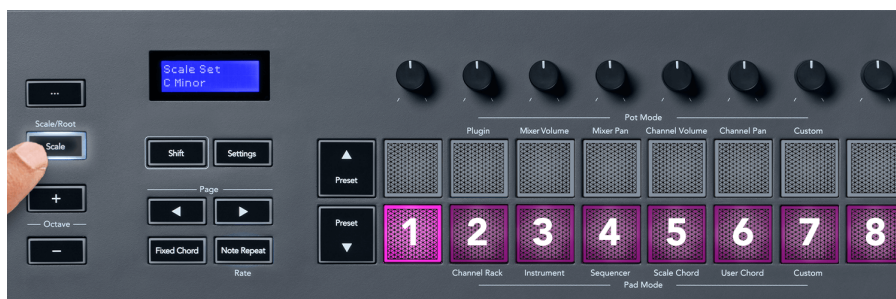 Scale Set
C Minor
...
Scale/Root
Scale
Shift
Settings
Pot Mode
Plugin
Mixer Volume
Mixer Pan
Channel Volume
Channel Pan
Custom
▲
Preset
+
Octave
−
Page
◄
►
Preset
▼
1
2
3
4
5
6
7
8
Fixed Chord
Note Repeat
Rate
Channel Rack
Instrument
Sequencer
Scale Chord
User Chord
Custom
Pad Mode